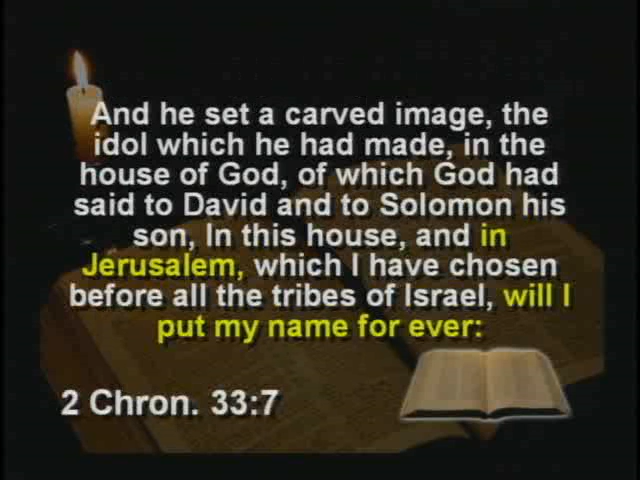 And he set a carved image, the
idol which he had made, in the
house of God, of which God had
said to David and to Solomon his
son, In this house, and in
Jerusalem, which I have chosen
before all the tribes of Israel, will I
put my name for ever:
2 Chron. 33:7